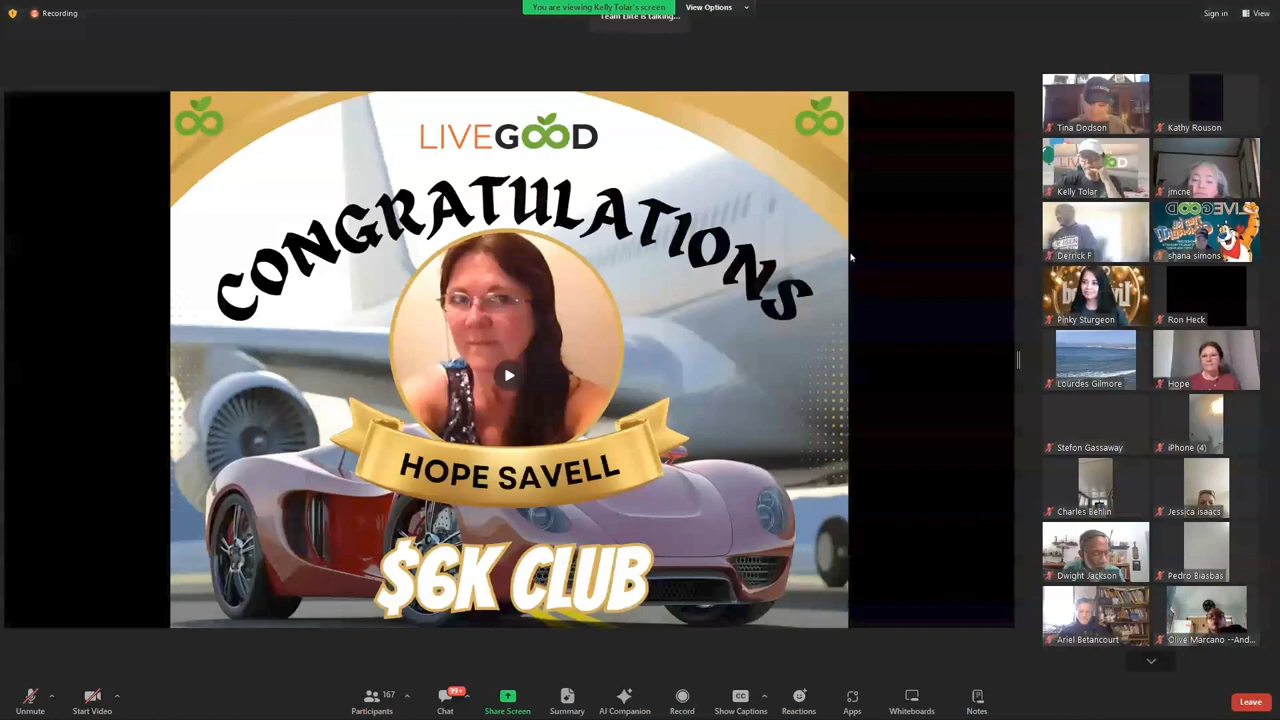 You are viewing Kelly Tolar's screen
View Options
Recording
Team Elite is talking...
Sign in
View
LIVEGOOD
CONGRATULATIONS
HOPE SAVELL
$6K CLUB
Tina Dodson
Kathy Rouson
LIVEGOOD
Kelly Tolar
jmcne
Derrick F
LIVEGOOD
shana simons
Pinky Sturgeon
Ron Heck
Lourdes Gilmore
Hope
Stefon Gassaway
iPhone (4)
Charles Behlin
Jessica isaacs
Dwight Jackson
Pedro Biasbas
Ariel Betancourt
Olive Marcano --And...
Unmute
Start Video
167
Participants
99+
Chat
Share Screen
Summary
AI Companion
Record
CC
Show Captions
Reactions
Apps
Whiteboards
Notes
Leave